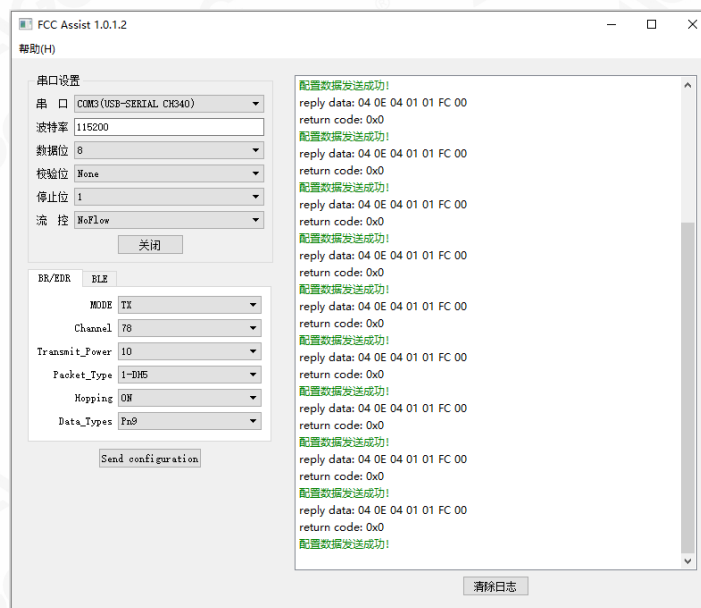 FCC Assist 1.0.1.2
帮助(H)
串口设置
串 口 COM3(USB-SERIAL CH340)
波特率 115200
数据位 8
校验位 None
停止位 1
流 控 NoFlow
关闭
BR/EDR BLE
MODE TX
Channel 78
Transmit_Power 10
Packet_Type 1-DH5
Hopping ON
Data_Types Pn9
Send configuration
配置数据发送成功!
reply data: 04 0E 04 01 01 FC 00
return code: 0x0
配置数据发送成功!
reply data: 04 0E 04 01 01 FC 00
return code: 0x0
配置数据发送成功!
reply data: 04 0E 04 01 01 FC 00
return code: 0x0
配置数据发送成功!
reply data: 04 0E 04 01 01 FC 00
return code: 0x0
配置数据发送成功!
reply data: 04 0E 04 01 01 FC 00
return code: 0x0
配置数据发送成功!
reply data: 04 0E 04 01 01 FC 00
return code: 0x0
配置数据发送成功!
reply data: 04 0E 04 01 01 FC 00
return code: 0x0
配置数据发送成功!
reply data: 04 0E 04 01 01 FC 00
return code: 0x0
配置数据发送成功!
reply data: 04 0E 04 01 01 FC 00
return code: 0x0
配置数据发送成功!
清除日志